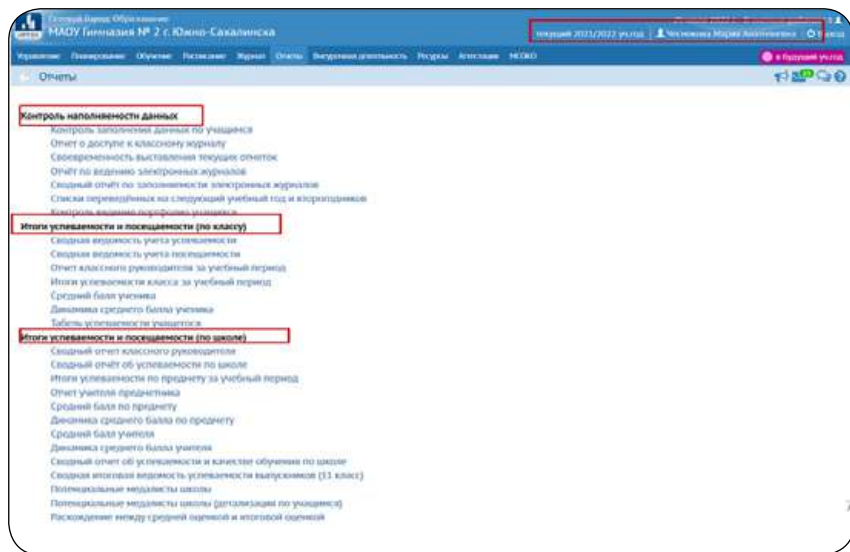 Сетевой Город. Образование
МАОУ Гимназия № 2 г. Южно-Сахалинска
текущий 2021/2022 уч.год Чеснокова Мария Выход
Управление Планирование Обучение Расписание Журнал Отчеты Внеурочная деятельность Ресурсы Аттестация МСОКО в будущий уч.год
Отчеты
Контроль наполняемости данных
Контроль заполнения данных по учащимся
Отчет о доступе к классному журналу
Своевременность выставления текущих отметок
Отчёт по ведению электронных журналов
Сводный отчёт по заполняемости электронных журналов
Списки переведённых на следующий учебный год и второгодников
Контроль ведения портфолио учащихся
Итоги успеваемости и посещаемости (по классу)
Сводная ведомость учета успеваемости
Сводная ведомость учета посещаемости
Отчет классного руководителя за учебный период
Итоги успеваемости класса за учебный период
Средний балл ученика
Динамика среднего балла ученика
Табель успеваемости учащегося
Итоги успеваемости и посещаемости (по школе)
Сводный отчет классного руководителя
Сводный отчёт об успеваемости по школе
Итоги успеваемости по предмету за учебный период
Отчет учителя предметника
Средний балл по предмету
Динамика среднего балла по предмету
Средний балл учителя
Динамика среднего балла учителя
Сводный отчет об успеваемости и качестве обучения по школе
Сводная итоговая ведомость успеваемости выпускников (11 класс)
Потенциальные медалисты школы
Потенциальные медалисты школы (детализация по учащимся)
Расхождение между средней оценкой и итоговой оценкой
7